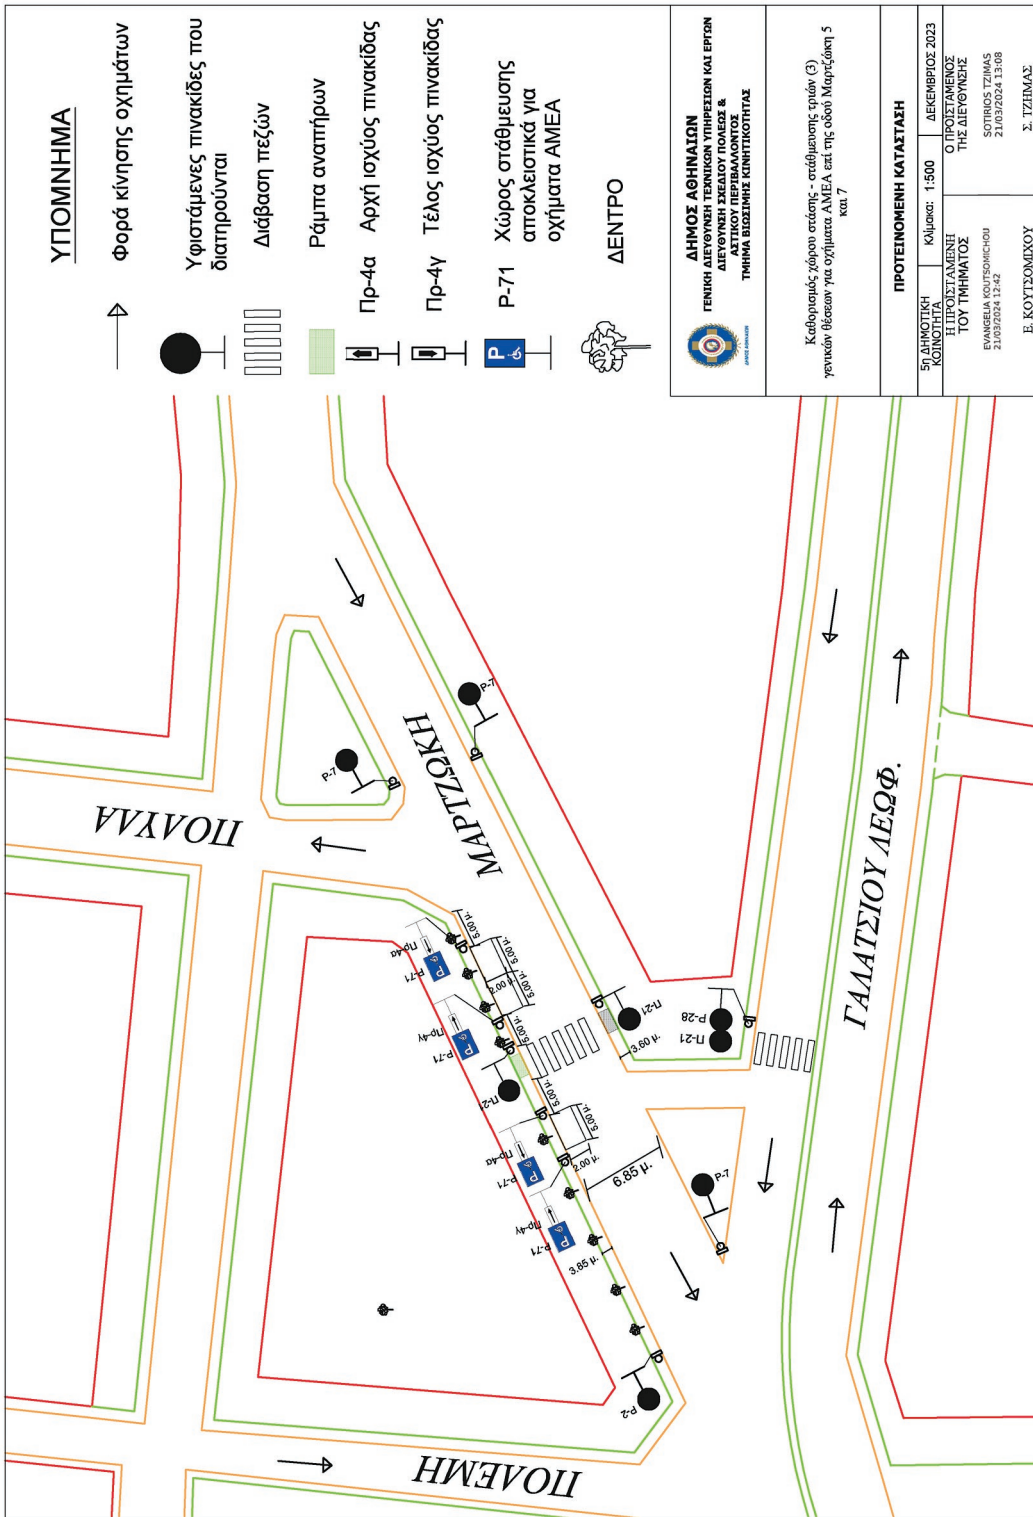 ΥΠΟΜΝΗΜΑ
Φορά κίνησης οχημάτων
Υφιστάμενες πινακίδες που
διατηρούνται
Διάβαση πεζών
Ράμπα αναπήρων
Πρ-4α Αρχή ισχύος πινακίδας
Πρ-4γ Τέλος ισχύος πινακίδας
P
P-71 Χώρος στάθμευσης
αποκλειστικά για
οχήματα ΑΜΕΑ
ΔΕΝΤΡΟ
ΔΗΜΟΣ ΑΘΗΝΑΙΩΝ
ΔΗΜΟΣ ΑΘΗΝΑΙΩΝ
ΓΕΝΙΚΗ ΔΙΕΥΘΥΝΣΗ ΤΕΧΝΙΚΩΝ ΥΠΗΡΕΣΙΩΝ ΚΑΙ ΕΡΓΩΝ
ΔΙΕΥΘΥΝΣΗ ΣΧΕΔΙΟΥ ΠΟΛΕΩΣ &
ΑΣΤΙΚΟΥ ΠΕΡΙΒΑΛΛΟΝΤΟΣ
ΤΜΗΜΑ ΒΙΩΣΙΜΗΣ ΚΙΝΗΤΙΚΟΤΗΤΑΣ
Καθορισμός χώρου στάσης - στάθμευσης τριών (3)
γενικών θέσεων για οχήματα ΑΜΕΑ επί της οδού Μαρτζώκη 5
και 7
ΠΡΟΤΕΙΝΟΜΕΝΗ ΚΑΤΑΣΤΑΣΗ
5η ΔΗΜΟΤΙΚΗ
ΚΟΙΝΟΤΗΤΑ
Κλίμακα: 1:500
ΔΕΚΕΜΒΡΙΟΣ 2023
Η ΠΡΟΪΣΤΑΜΕΝΗ
ΤΟΥ ΤΜΗΜΑΤΟΣ
EVANGELIA KOUTSOMICHOU
21/03/2024 12:42
Ε. ΚΟΥΤΣΟΜΙΧΟΥ
Ο ΠΡΟΪΣΤΑΜΕΝΟΣ
ΤΗΣ ΔΙΕΥΘΥΝΣΗΣ
SOTIRIOS TZIMAS
21/03/2024 13:08
Σ. ΤΖΗΜΑΣ
ΠΟΛΥΛΑ
ΜΑΡΤΖΩΚΗ
ΓΑΛΑΤΣΙΟΥ ΛΕΩΦ.
ΠΟΛΕΜΗ
P-7
P-7
Πρ-4α
P-71
P
5.00 μ.
5.00 μ.
5.00 μ.
2.00 μ.
Πρ-4γ
P-71
P
5.00 μ.
Π-21
Π-21
3.60 μ.
P-28
Π-21
5.00 μ.
5.00 μ.
2.00 μ.
Πρ-4α
P-71
P
Πρ-4γ
P-71
P
6.85 μ.
3.85 μ.
P-7
P-2